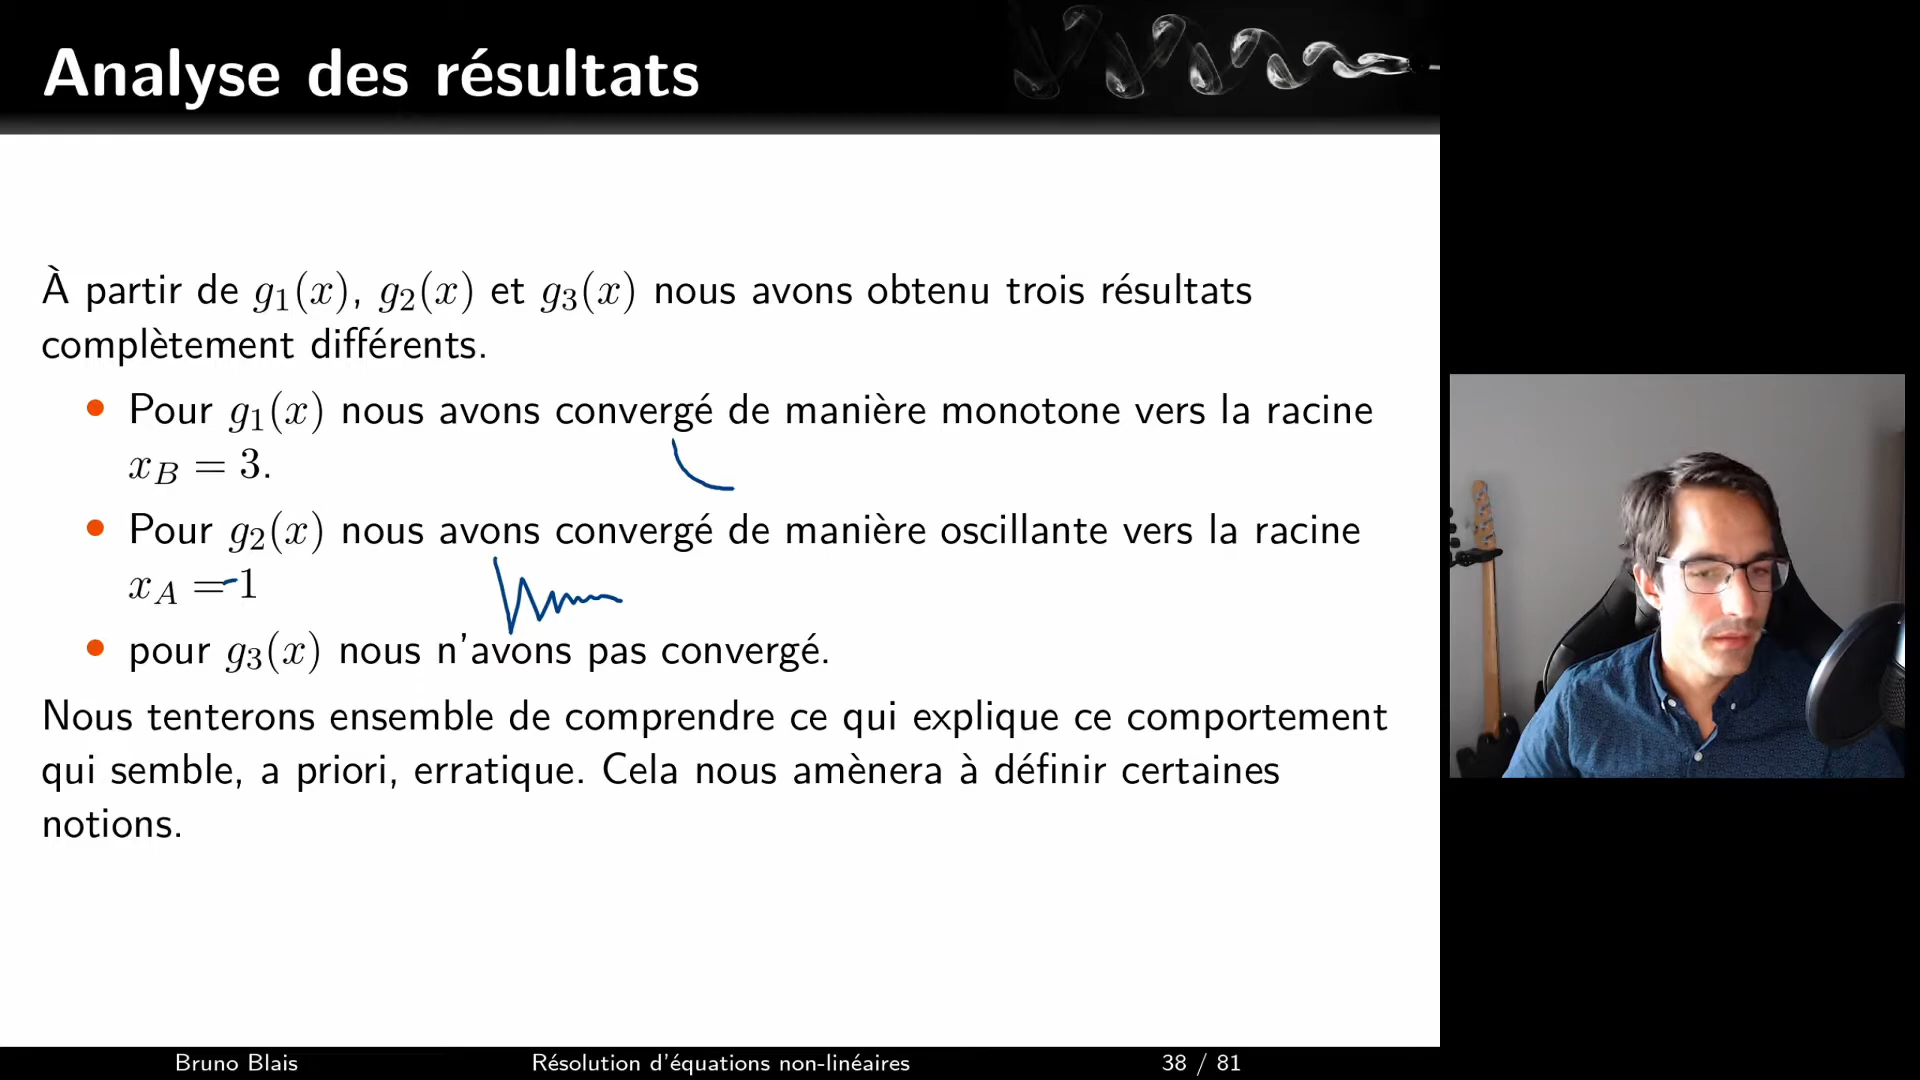 Analyse des résultats
À partir de g₁(x), g₂(x) et g₃(x) nous avons obtenu trois résultats
complètement différents.
• Pour g₁(x) nous avons convergé de manière monotone vers la racine
x_B = 3.
• Pour g₂(x) nous avons convergé de manière oscillante vers la racine
x_A = -1
• pour g₃(x) nous n'avons pas convergé.
Nous tenterons ensemble de comprendre ce qui explique ce comportement
qui semble, a priori, erratique. Cela nous amènera à définir certaines
notions.
Bruno Blais Résolution d'équations non-linéaires 38 / 81